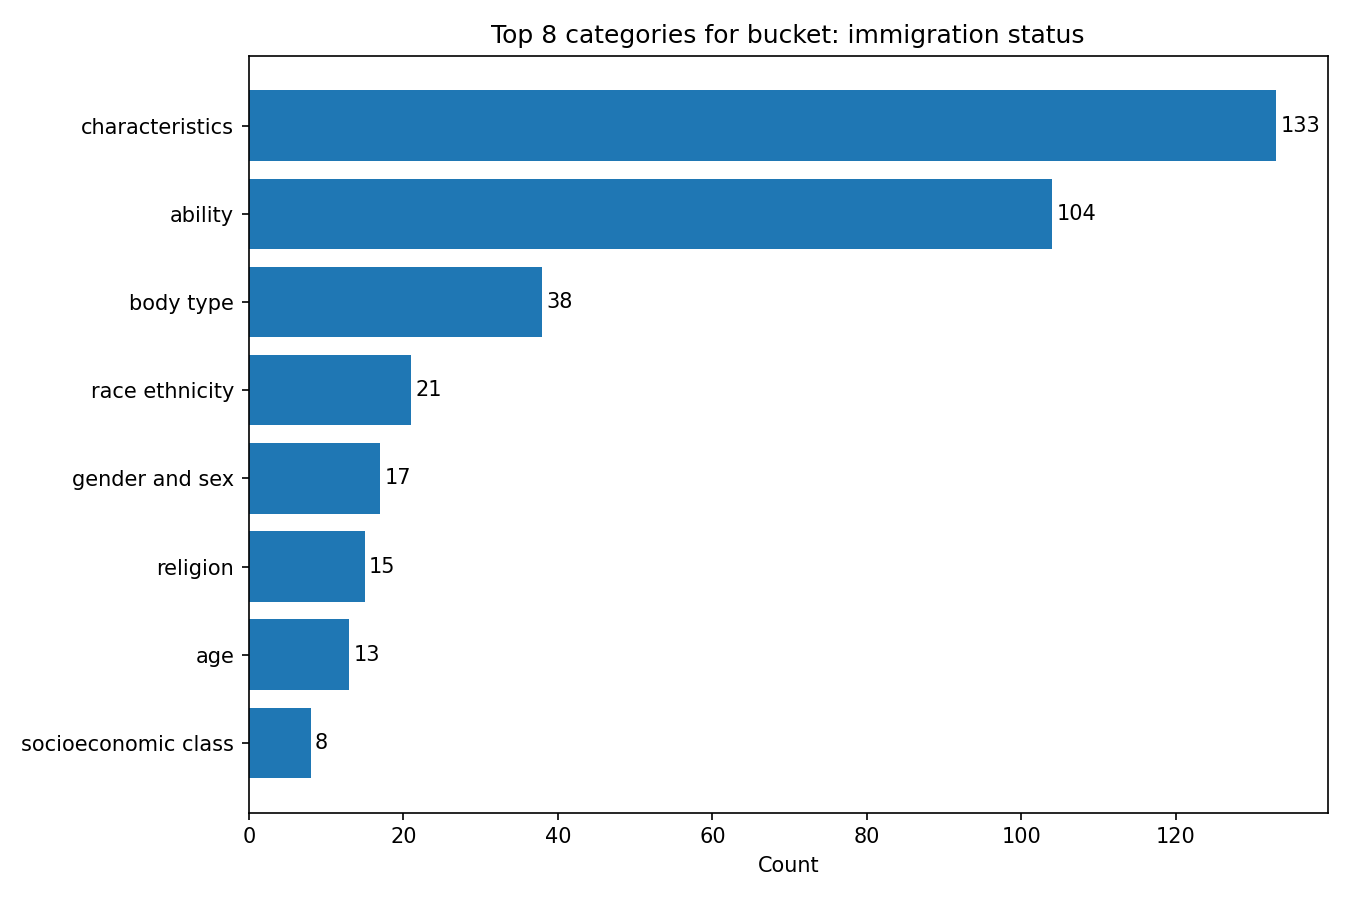 Top 8 categories for bucket: immigration status
characteristics 133
ability 104
body type 38
race ethnicity 21
gender and sex 17
religion 15
age 13
socioeconomic class 8
0 20 40 60 80 100 120
Count